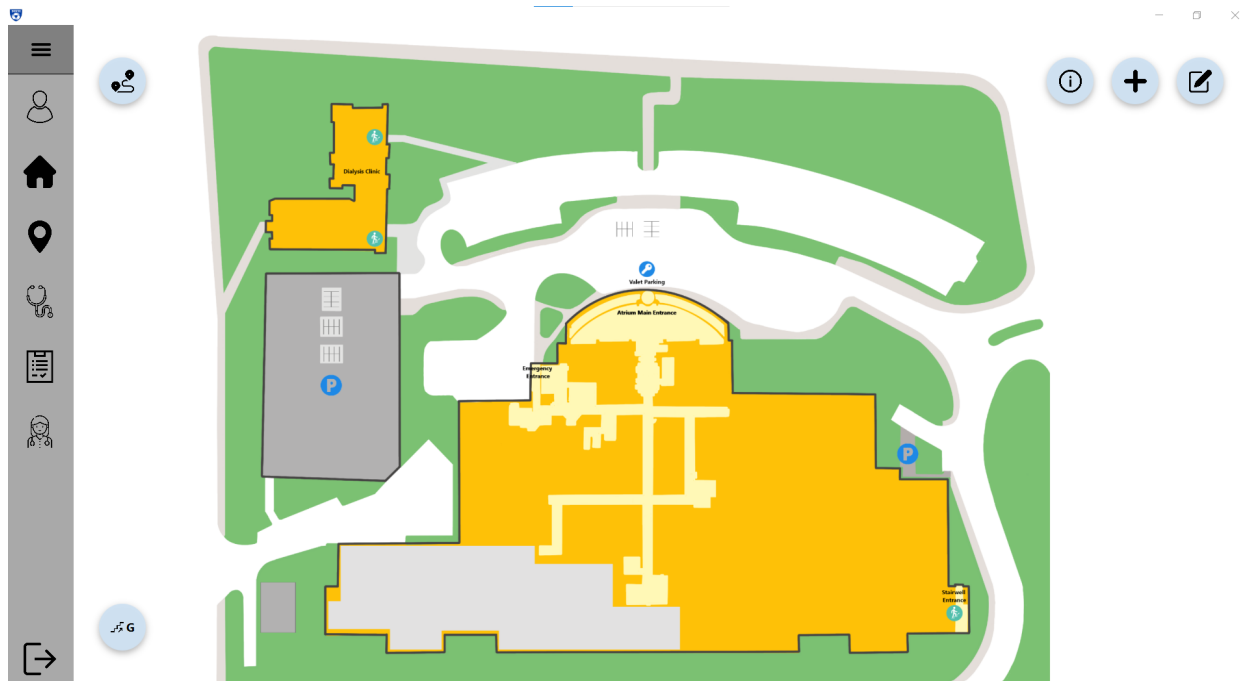 Dialysis Clinic
Valet Parking
Atrium Main Entrance
Emergency
Entrance
P
P
Stairwell
Entrance
G